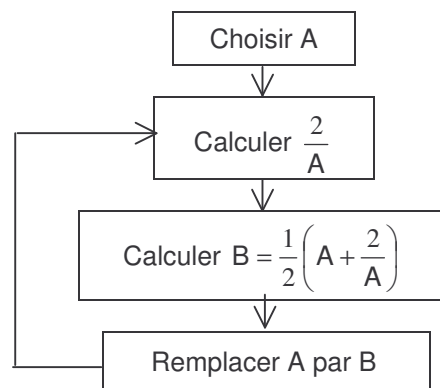 Choisir A
Calculer 2/A
Calculer B = 1/2 (A + 2/A)
Remplacer A par B